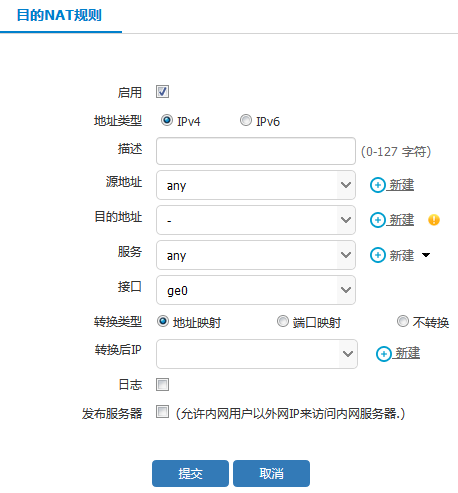 目的NAT规则
启用
地址类型 IPv4 IPv6
描述 (0-127 字符)
源地址 any 新建
目的地址 - 新建
服务 any 新建
接口 ge0
转换类型 地址映射 端口映射 不转换
转换后IP 新建
日志
发布服务器 (允许内网用户以外网IP来访问内网服务器.)
提交 取消